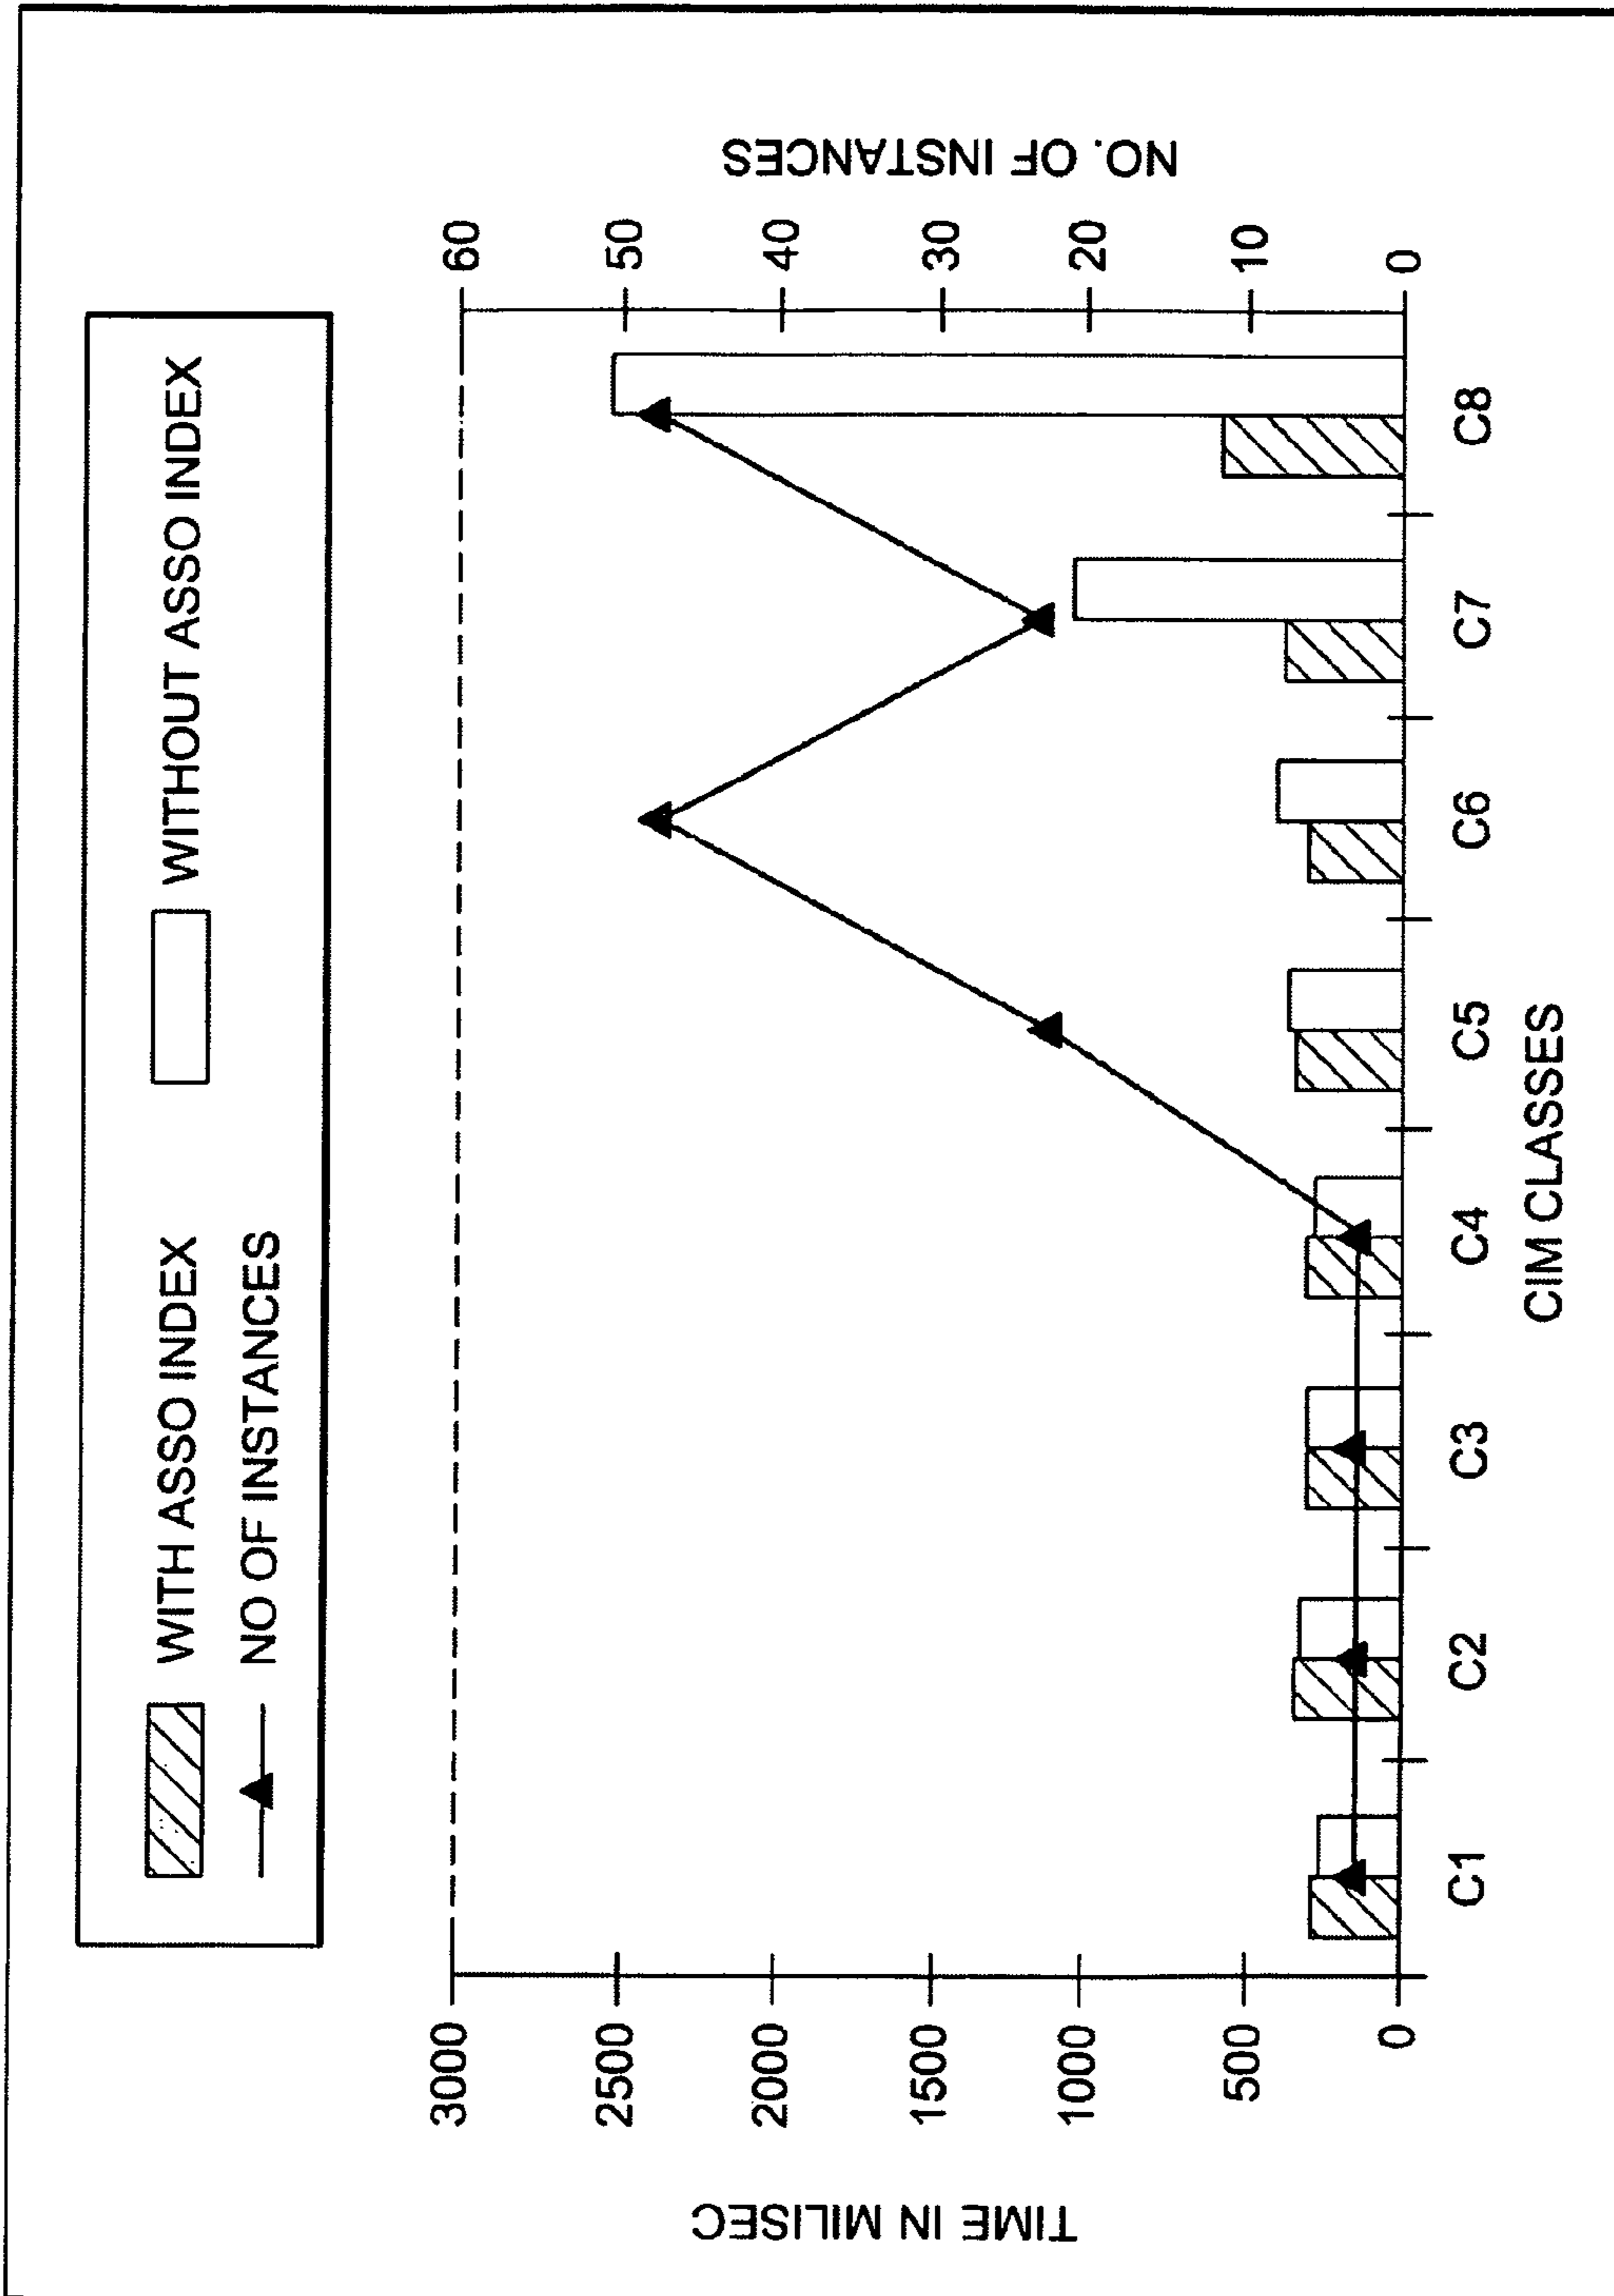 WITH ASSO INDEX
WITHOUT ASSO INDEX
NO OF INSTANCES
TIME IN MILISEC
3000
2500
2000
1500
1000
500
0
NO. OF INSTANCES
60
50
40
30
20
10
0
C1 C2 C3 C4 C5 C6 C7 C8
CIM CLASSES